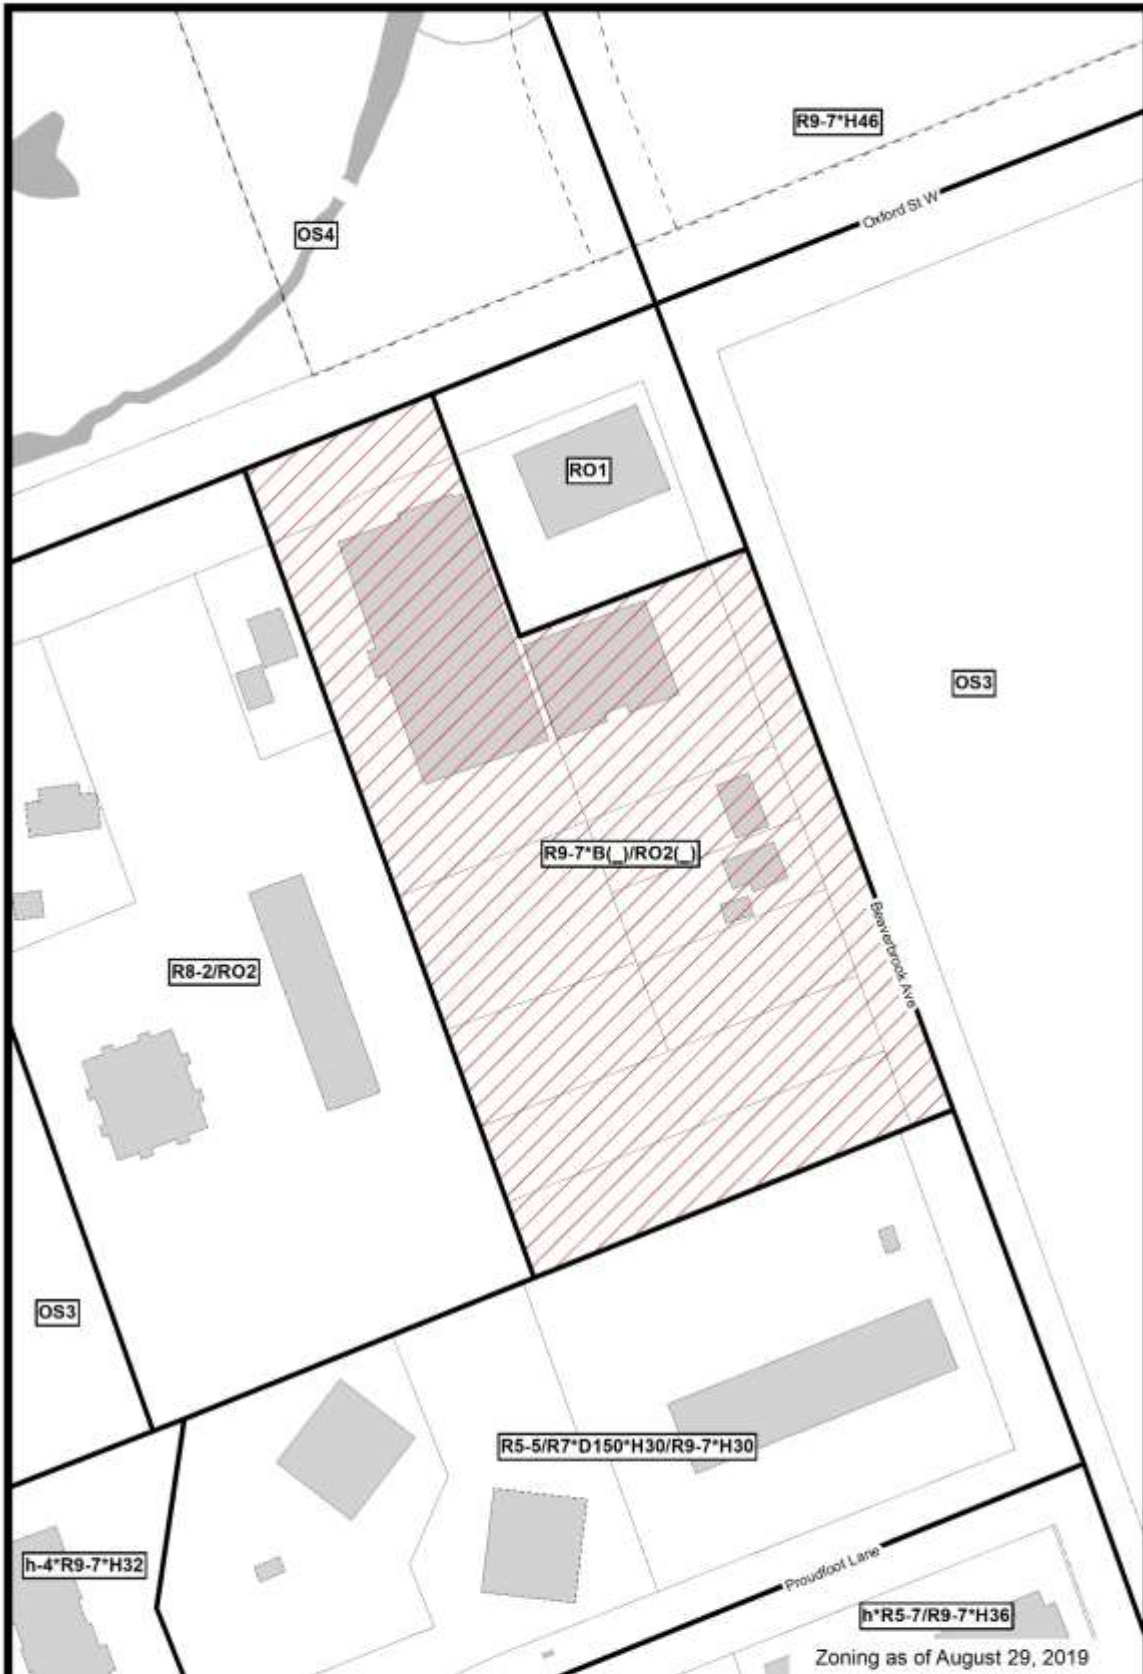 R9-7*H46
Oxford St W
OS4
RO1
OS3
R9-7*B(_)/RO2(_)
Beaverbrook Ave
R8-2/RO2
OS3
R5-5/R7*D150*H30/R9-7*H30
h-4*R9-7*H32
Proudfoot Lane
h*R5-7/R9-7*H36
Zoning as of August 29, 2019